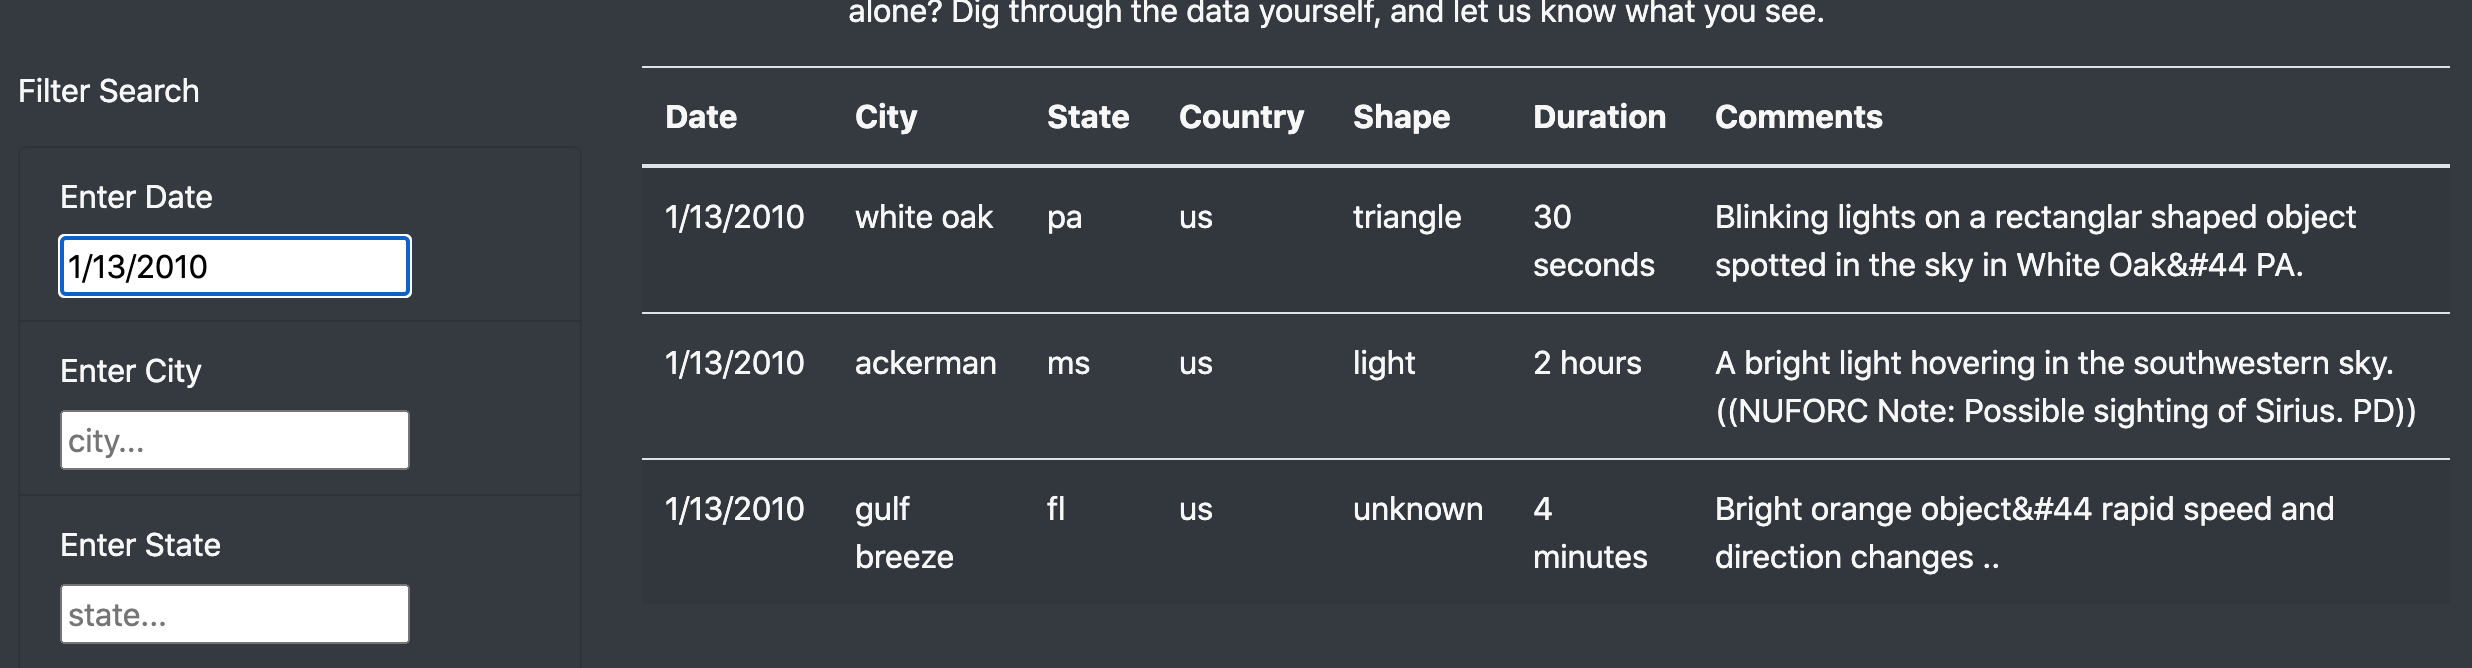 alone? Dig through the data yourself, and let us know what you see.
Filter Search
Enter Date
1/13/2010
Enter City
city...
Enter State
state...
Date City State Country Shape Duration Comments
1/13/2010 white oak pa us triangle 30 seconds Blinking lights on a rectanglar shaped object
spotted in the sky in White Oak&#44 PA.
1/13/2010 ackerman ms us light 2 hours A bright light hovering in the southwestern sky.
((NUFORC Note: Possible sighting of Sirius. PD))
1/13/2010 gulf breeze fl us unknown 4 minutes Bright orange object&#44 rapid speed and
direction changes ..